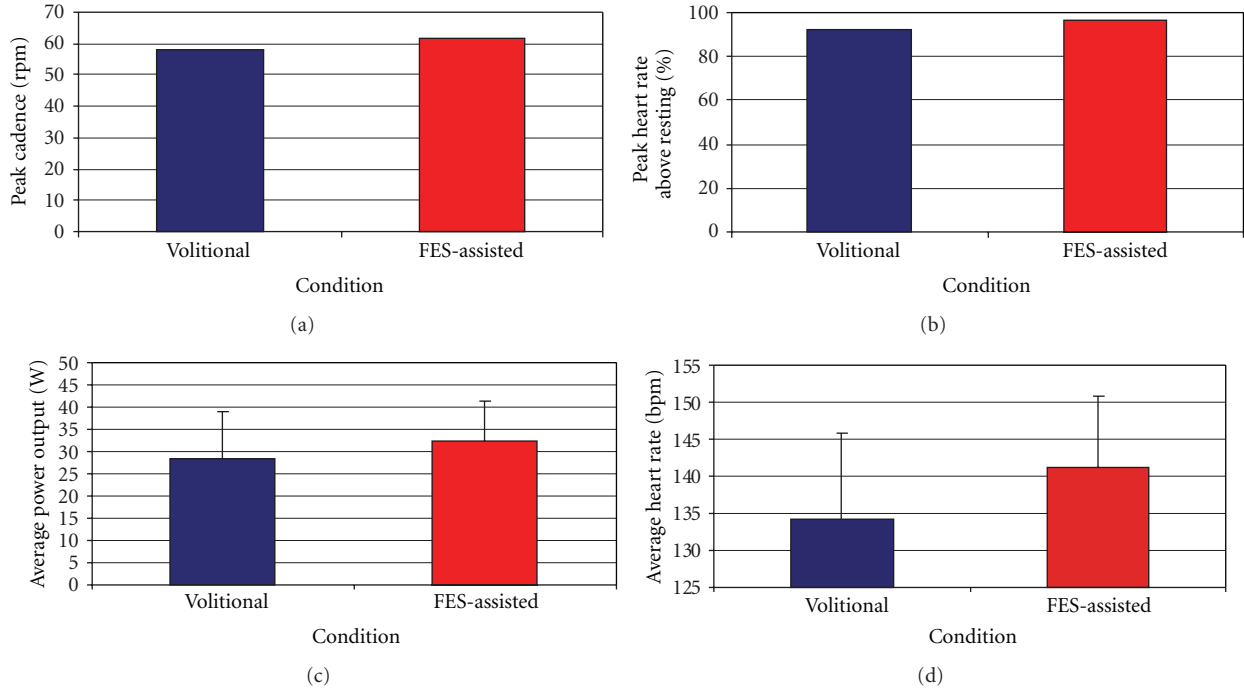 70
60
50
40
30
20
10
0
Peak cadence (rpm)
Volitional
FES-assisted
Condition
(a)
100
80
60
40
20
0
Peak heart rate
above resting (%)
Volitional
FES-assisted
Condition
(b)
50
45
40
35
30
25
20
15
10
5
0
Average power output (W)
Volitional
FES-assisted
Condition
(c)
155
150
145
140
135
130
125
Average heart rate (bpm)
Volitional
FES-assisted
Condition
(d)